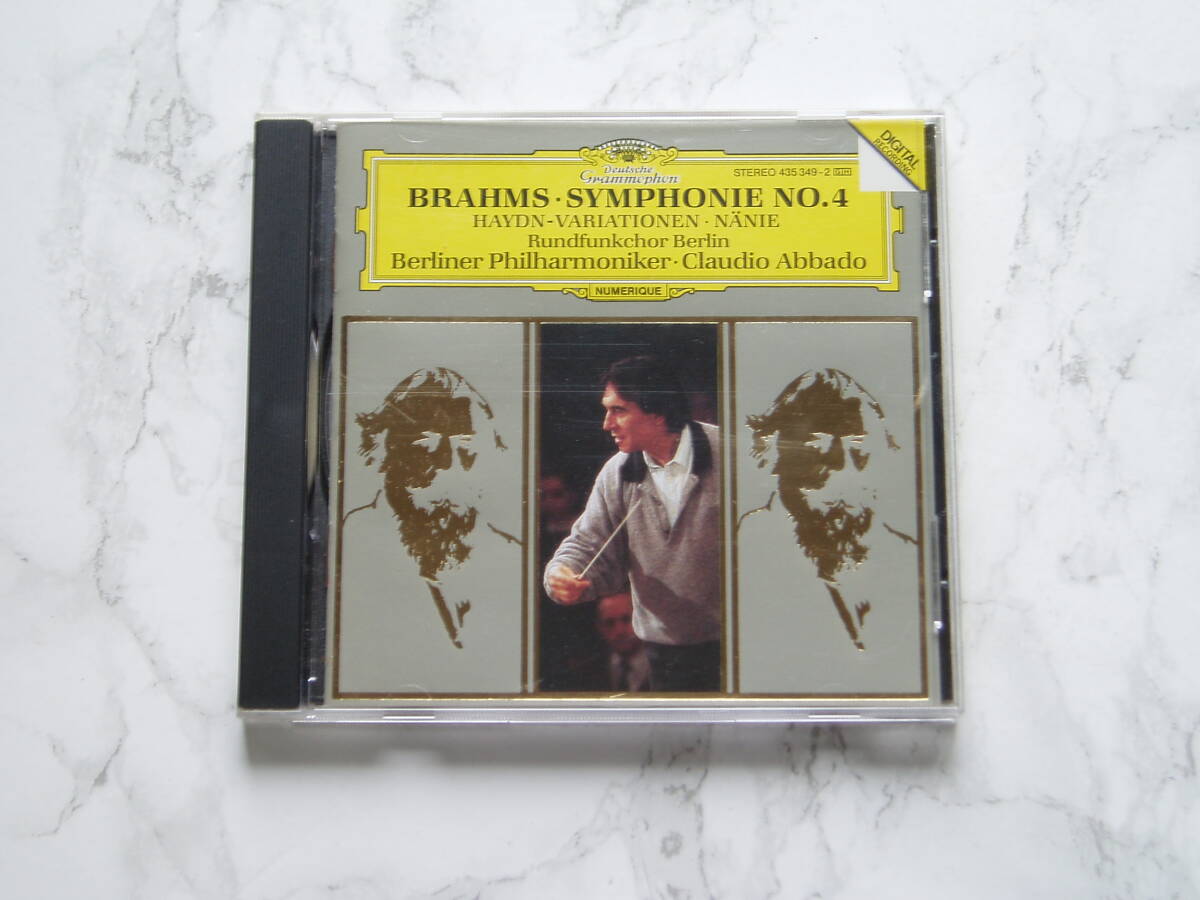 Deutsche
Grammophon
STEREO 435 349-2 GH
DIGITAL
RECORDING
BRAHMS · SYMPHONIE NO. 4
HAYDN-VARIATIONEN · NÄNIE
Rundfunkchor Berlin
Berliner Philharmoniker · Claudio Abbado
NUMERIQUE